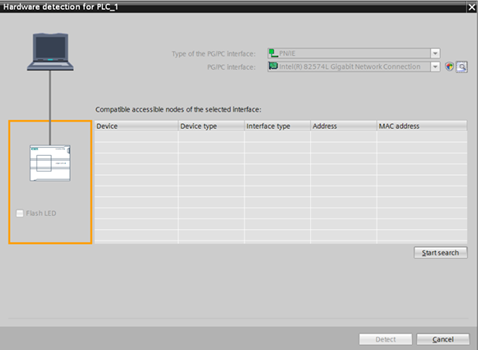 Hardware detection for PLC_1
Type of the PG/PC interface:
PN/IE
PG/PC interface:
Intel(R) 82574L Gigabit Network Connection
Compatible accessible nodes of the selected interface:
Device Device type Interface type Address MAC address
Flash LED
Start search
Detect Cancel